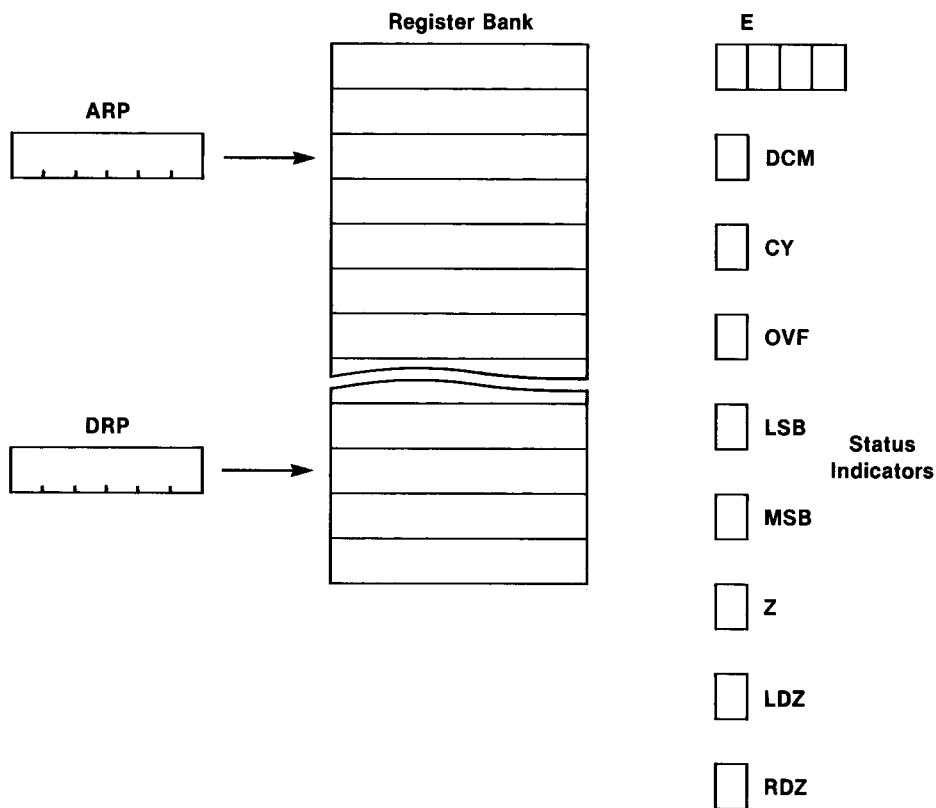 Register Bank
E
ARP
DCM
CY
OVF
DRP
LSB
Status
Indicators
MSB
Z
LDZ
RDZ